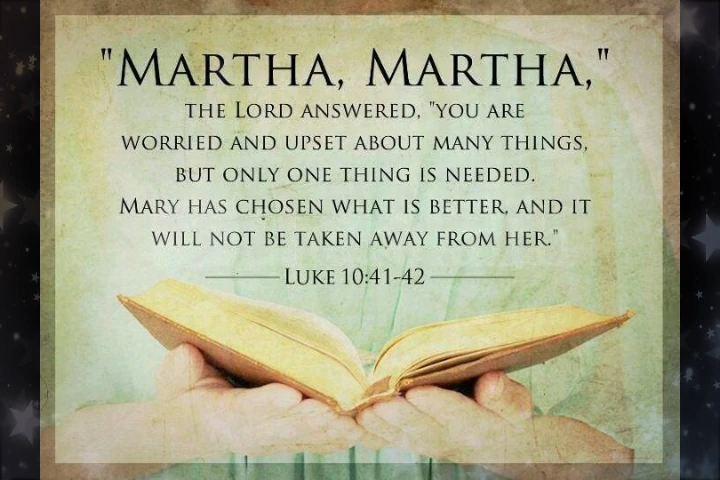 "Martha, Martha,"
the Lord answered, "you are
worried and upset about many things,
but only one thing is needed.
Mary has chosen what is better, and it
will not be taken away from her."
Luke 10:41-42